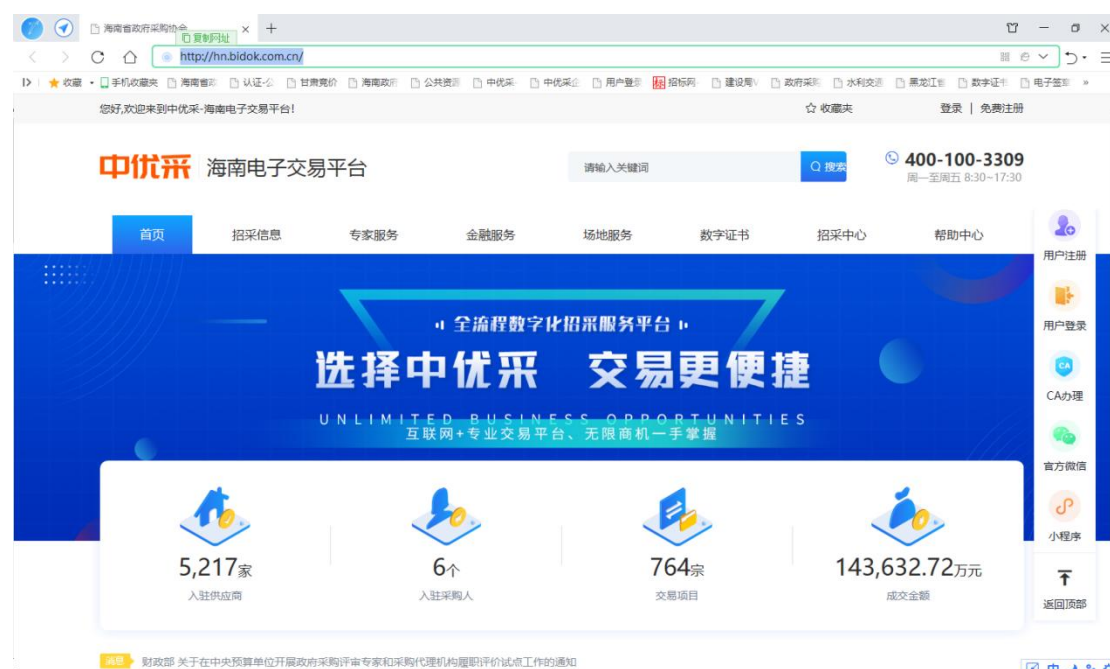 海南省政府采购协会
复制网址
http://hn.bidok.com.cn/
收藏 手机收藏夹 海南省政 认证-公 甘肃竞价 海南政府 公共资源 中优采- 中优采企 用户登录 招标网- 建设局 政府采购 水利交通 黑龙江省 数字证书 电子签章 »
您好,欢迎来到中优采-海南电子交易平台! 收藏夹 登录 | 免费注册
中优采 海南电子交易平台 请输入关键词 搜索 400-100-3309
周一至周五 8:30~17:30
首页 招采信息 专家服务 金融服务 场地服务 数字证书 招采中心 帮助中心
全流程数字化招采服务平台
选择中优采 交易更便捷
UNLIMITED BUSINESS OPPORTUNITIES
互联网+专业交易平台、无限商机一手掌握
5,217家 6个 764宗 143,632.72万元
入驻供应商 入驻采购人 交易项目 成交金额
用户注册
用户登录
CA
CA办理
官方微信
小程序
返回顶部
消息 财政部 关于在中央预算单位开展政府采购评审专家和采购代理机构履职评价试点工作的通知
中